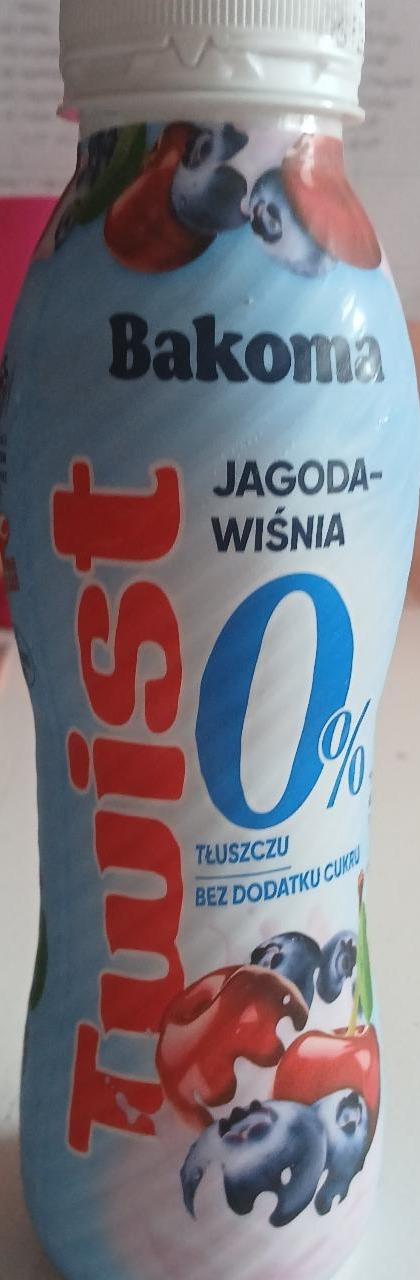 Bakoma
Twist
JAGODA-
WIŚNIA
0%
TŁUSZCZU
BEZ DODATKU CUKRU